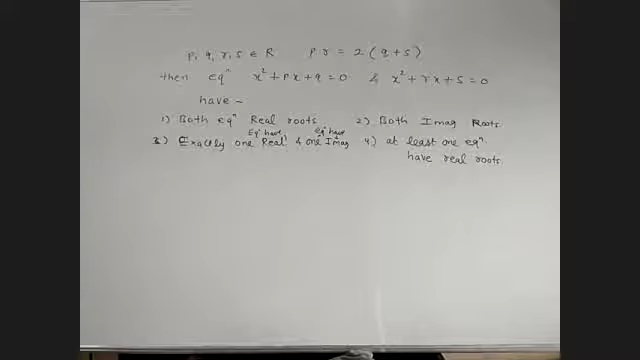 p, q, r, s ∈ R p r = 2 ( q + s )
then eqⁿ x² + px + q = 0 & x² + rx + s = 0
have –
1) Both eqⁿ Real roots 2) Both Imag Roots.
3) Exactly one Real Eqⁿ have & one Imag eqⁿ have 4) at least one eqⁿ
have real roots.